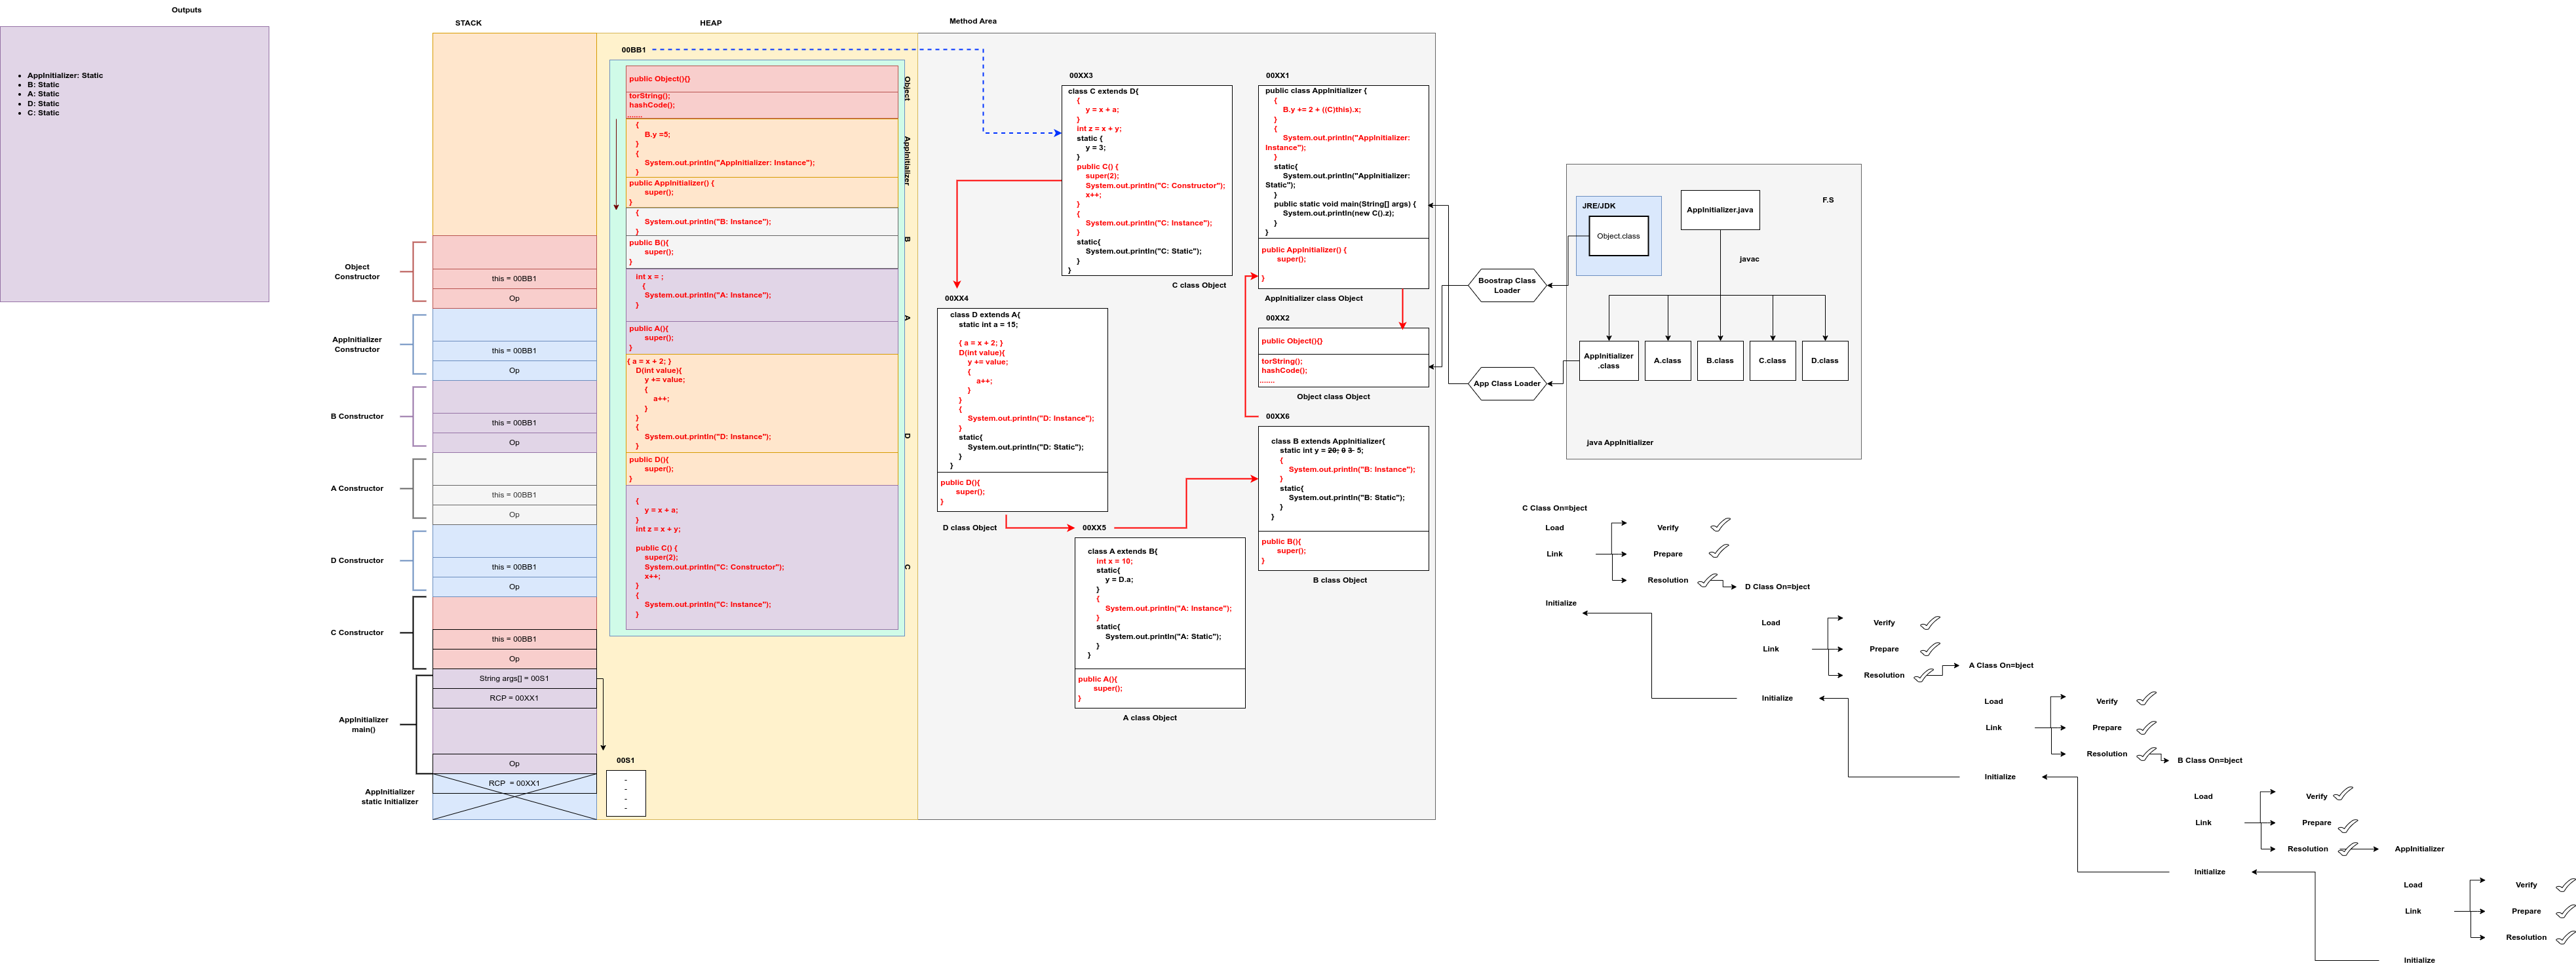 Outputs
AppInitializer: Static
B: Static
A: Static
D: Static
C: Static
STACK
Object
Constructor
this = 00BB1
Op
AppInitializer
Constructor
this = 00BB1
Op
B Constructor
this = 00BB1
Op
A Constructor
this = 00BB1
Op
D Constructor
this = 00BB1
Op
C Constructor
this = 00BB1
Op
AppInitializer
main()
String args[] = 00S1
RCP = 00XX1
Op
AppInitializer
static Initializer
RCP = 00XX1
HEAP
00BB1
Object
public Object(){}
torString();
hashCode();
.......
AppInitializer
{
B.y =5;
}
{
System.out.println("AppInitializer: Instance");
}
public AppInitializer() {
super();
}
B
{
System.out.println("B: Instance");
}
public B(){
super();
}
A
int x = ;
{
System.out.println("A: Instance");
}
public A(){
super();
}
D
{ a = x + 2; }
D(int value){
y += value;
{
a++;
}
}
{
System.out.println("D: Instance");
}
public D(){
super();
}
C
{
y = x + a;
}
int z = x + y;
public C() {
super(2);
System.out.println("C: Constructor");
x++;
}
{
System.out.println("C: Instance");
}
00S1
-
-
-
-
Method Area
00XX3
class C extends D{
{
y = x + a;
}
int z = x + y;
static {
y = 3;
}
public C() {
super(2);
System.out.println("C: Constructor");
x++;
}
{
System.out.println("C: Instance");
}
static{
System.out.println("C: Static");
}
}
C class Object
00XX1
public class AppInitializer {
{
B.y += 2 + ((C)this).x;
}
{
System.out.println("AppInitializer:
Instance");
}
static{
System.out.println("AppInitializer:
Static");
}
public static void main(String[] args) {
System.out.println(new C().z);
}
}
public AppInitializer() {
super();
}
AppInitializer class Object
00XX4
class D extends A{
static int a = 15;
{ a = x + 2; }
D(int value){
y += value;
{
a++;
}
}
{
System.out.println("D: Instance");
}
static{
System.out.println("D: Static");
}
}
public D(){
super();
}
D class Object
00XX2
public Object(){}
torString();
hashCode();
.......
Object class Object
00XX6
class B extends AppInitializer{
static int y = 20; 0 3 5;
{
System.out.println("B: Instance");
}
static{
System.out.println("B: Static");
}
}
public B(){
super();
}
B class Object
00XX5
class A extends B{
int x = 10;
static{
y = D.a;
}
{
System.out.println("A: Instance");
}
static{
System.out.println("A: Static");
}
}
public A(){
super();
}
A class Object
Boostrap Class
Loader
App Class Loader
JRE/JDK
Object.class
AppInitializer.java
F.S
javac
AppInitializer
.class
A.class
B.class
C.class
D.class
java AppInitializer
C Class On=bject
Load
Verify
Link
Prepare
Resolution
D Class On=bject
Initialize
Load
Verify
Link
Prepare
Resolution
A Class On=bject
Initialize
Load
Verify
Link
Prepare
Resolution
B Class On=bject
Initialize
Load
Verify
Link
Prepare
Resolution
AppInitializer
Initialize
Load
Verify
Link
Prepare
Resolution
Initialize